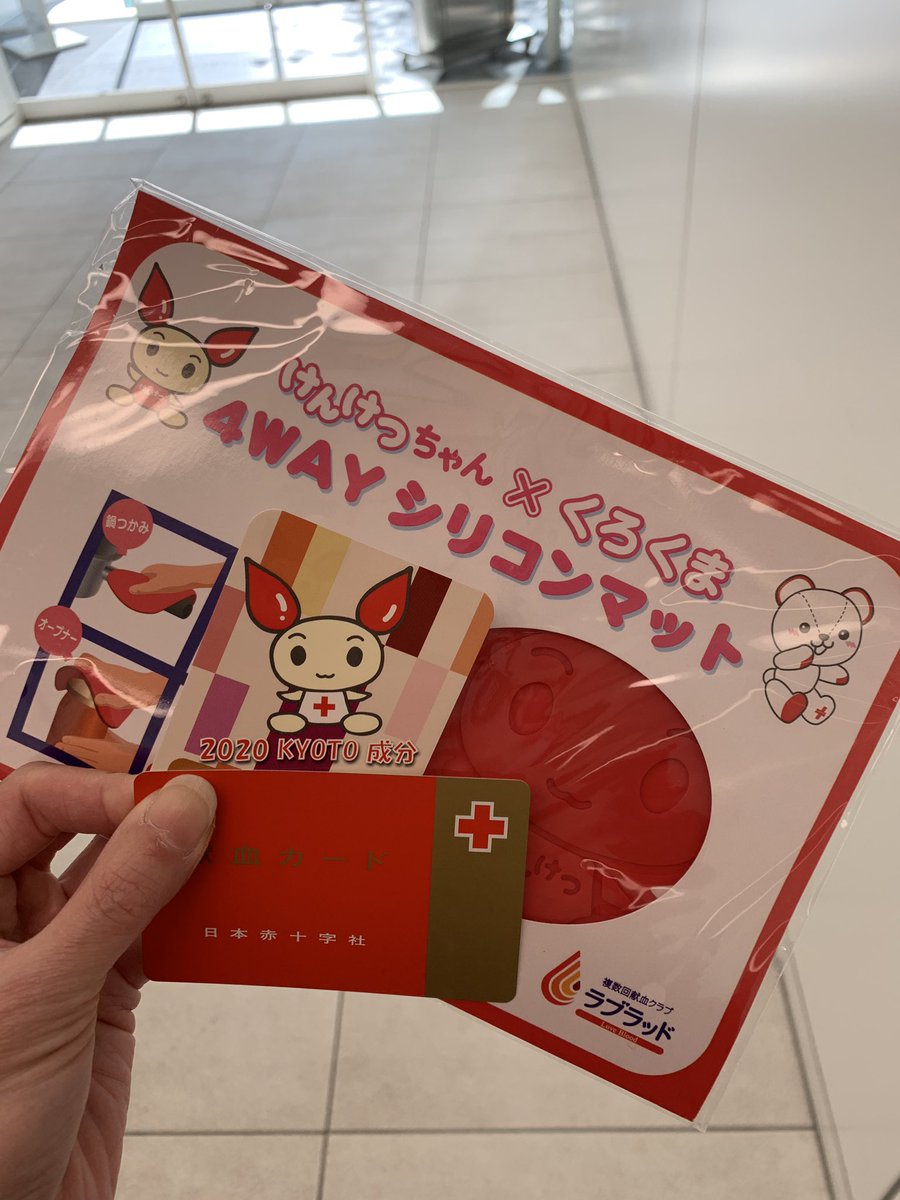 けんけつちゃん×くろくま
4WAY シリコンマット
鍋つかみ
オープナー
2020 KYOTO 成分
血カード
日本赤十字社
けつ
複数回献血クラブ
ラブラッド
Love Blood